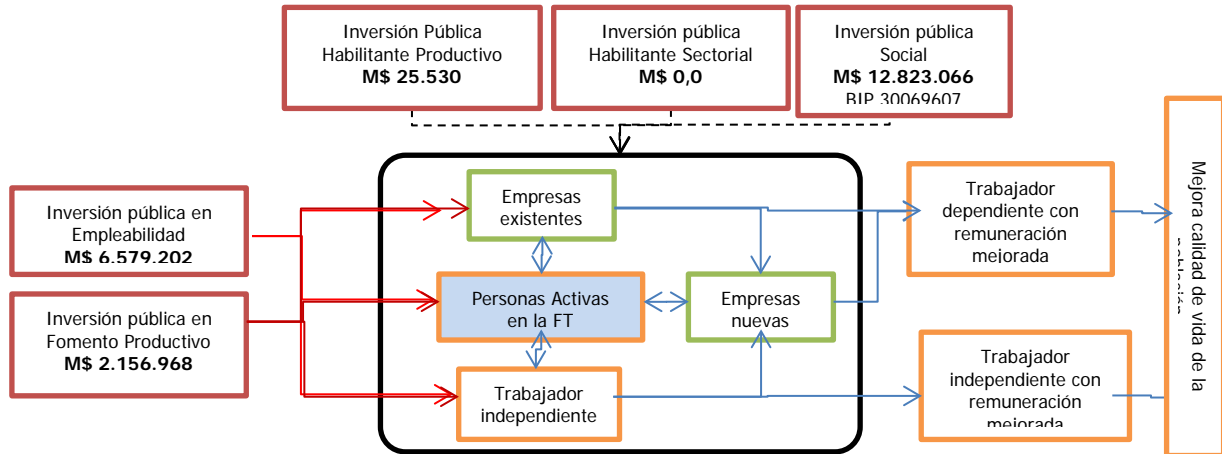 Inversión Pública
Habilitante Productivo
M$ 25.530
Inversión pública
Habilitante Sectorial
M$ 0,0
Inversión pública
Social
M$ 12.823.066
BIP 30069607
Inversión pública en
Empleabilidad
M$ 6.579.202
Inversión pública en
Fomento Productivo
M$ 2.156.968
Empresas
existentes
Personas Activas
en la FT
Trabajador
independiente
Empresas
nuevas
Trabajador
dependiente con
remuneración
mejorada
Trabajador
independiente con
remuneración
mejorada
Mejora calidad de vida de la
población